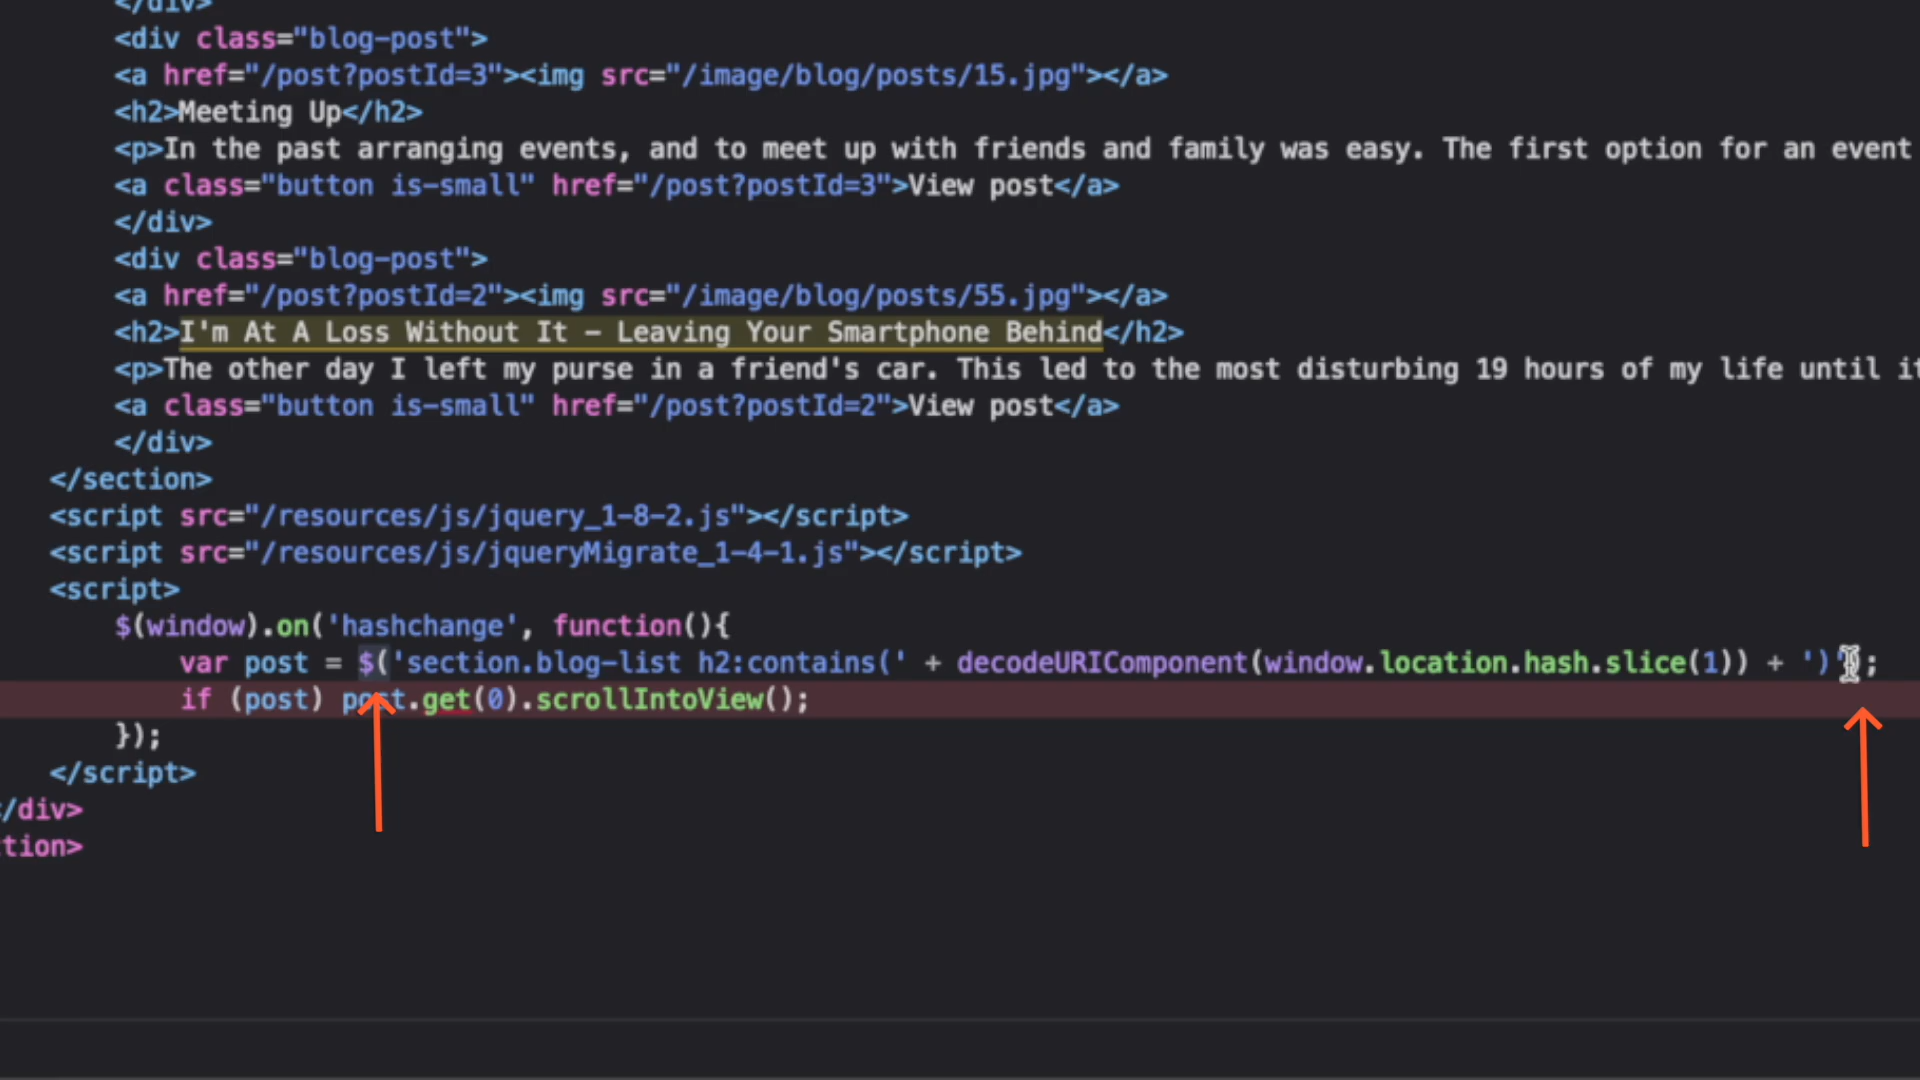 </div>
<div class="blog-post">
<a href="/post?postId=3"><img src="/image/blog/posts/15.jpg"></a>
<h2>Meeting Up</h2>
<p>In the past arranging events, and to meet up with friends and family was easy. The first option for an event
<a class="button is-small" href="/post?postId=3">View post</a>
</div>
<div class="blog-post">
<a href="/post?postId=2"><img src="/image/blog/posts/55.jpg"></a>
<h2>I'm At A Loss Without It - Leaving Your Smartphone Behind</h2>
<p>The other day I left my purse in a friend's car. This led to the most disturbing 19 hours of my life until it
<a class="button is-small" href="/post?postId=2">View post</a>
</div>
</section>
<script src="/resources/js/jquery_1-8-2.js"></script>
<script src="/resources/js/jqueryMigrate_1-4-1.js"></script>
<script>
$(window).on('hashchange', function(){
var post = $('section.blog-list h2:contains(' + decodeURIComponent(window.location.hash.slice(1)) + ')');
if (post) post.get(0).scrollIntoView();
});
</script>
</div>
tion>